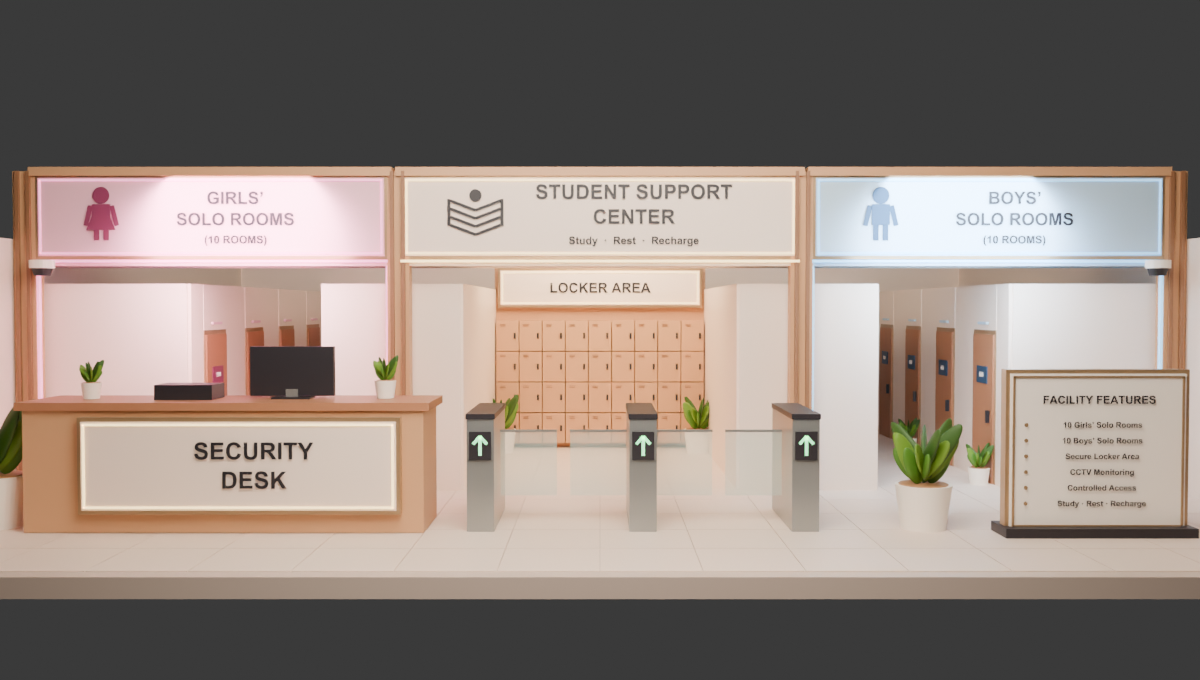 GIRLS'
SOLO ROOMS
(10 ROOMS)
STUDENT SUPPORT
CENTER
Study · Rest · Recharge
BOYS'
SOLO ROOMS
(10 ROOMS)
LOCKER AREA
SECURITY
DESK
FACILITY FEATURES
10 Girls' Solo Rooms
10 Boys' Solo Rooms
Secure Locker Area
CCTV Monitoring
Controlled Access
Study · Rest · Recharge